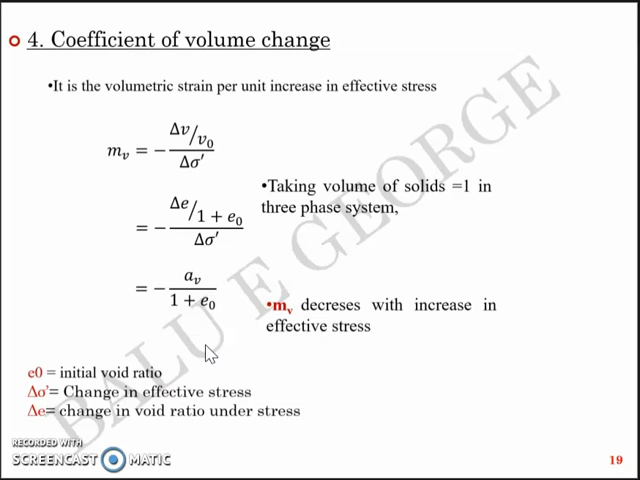 4. Coefficient of volume change
•It is the volumetric strain per unit increase in effective stress
m_v = − (Δv/v_0) / Δσ′
•Taking volume of solids =1 in
three phase system,
= − (Δe/1 + e_0) / Δσ′
= − a_v / (1 + e_0)
•m_v decreses with increase in
effective stress
e0 = initial void ratio
Δσ'= Change in effective stress
Δe= change in void ratio under stress
BALU E GEORGE
RECORDED WITH
SCREENCAST MATIC
19